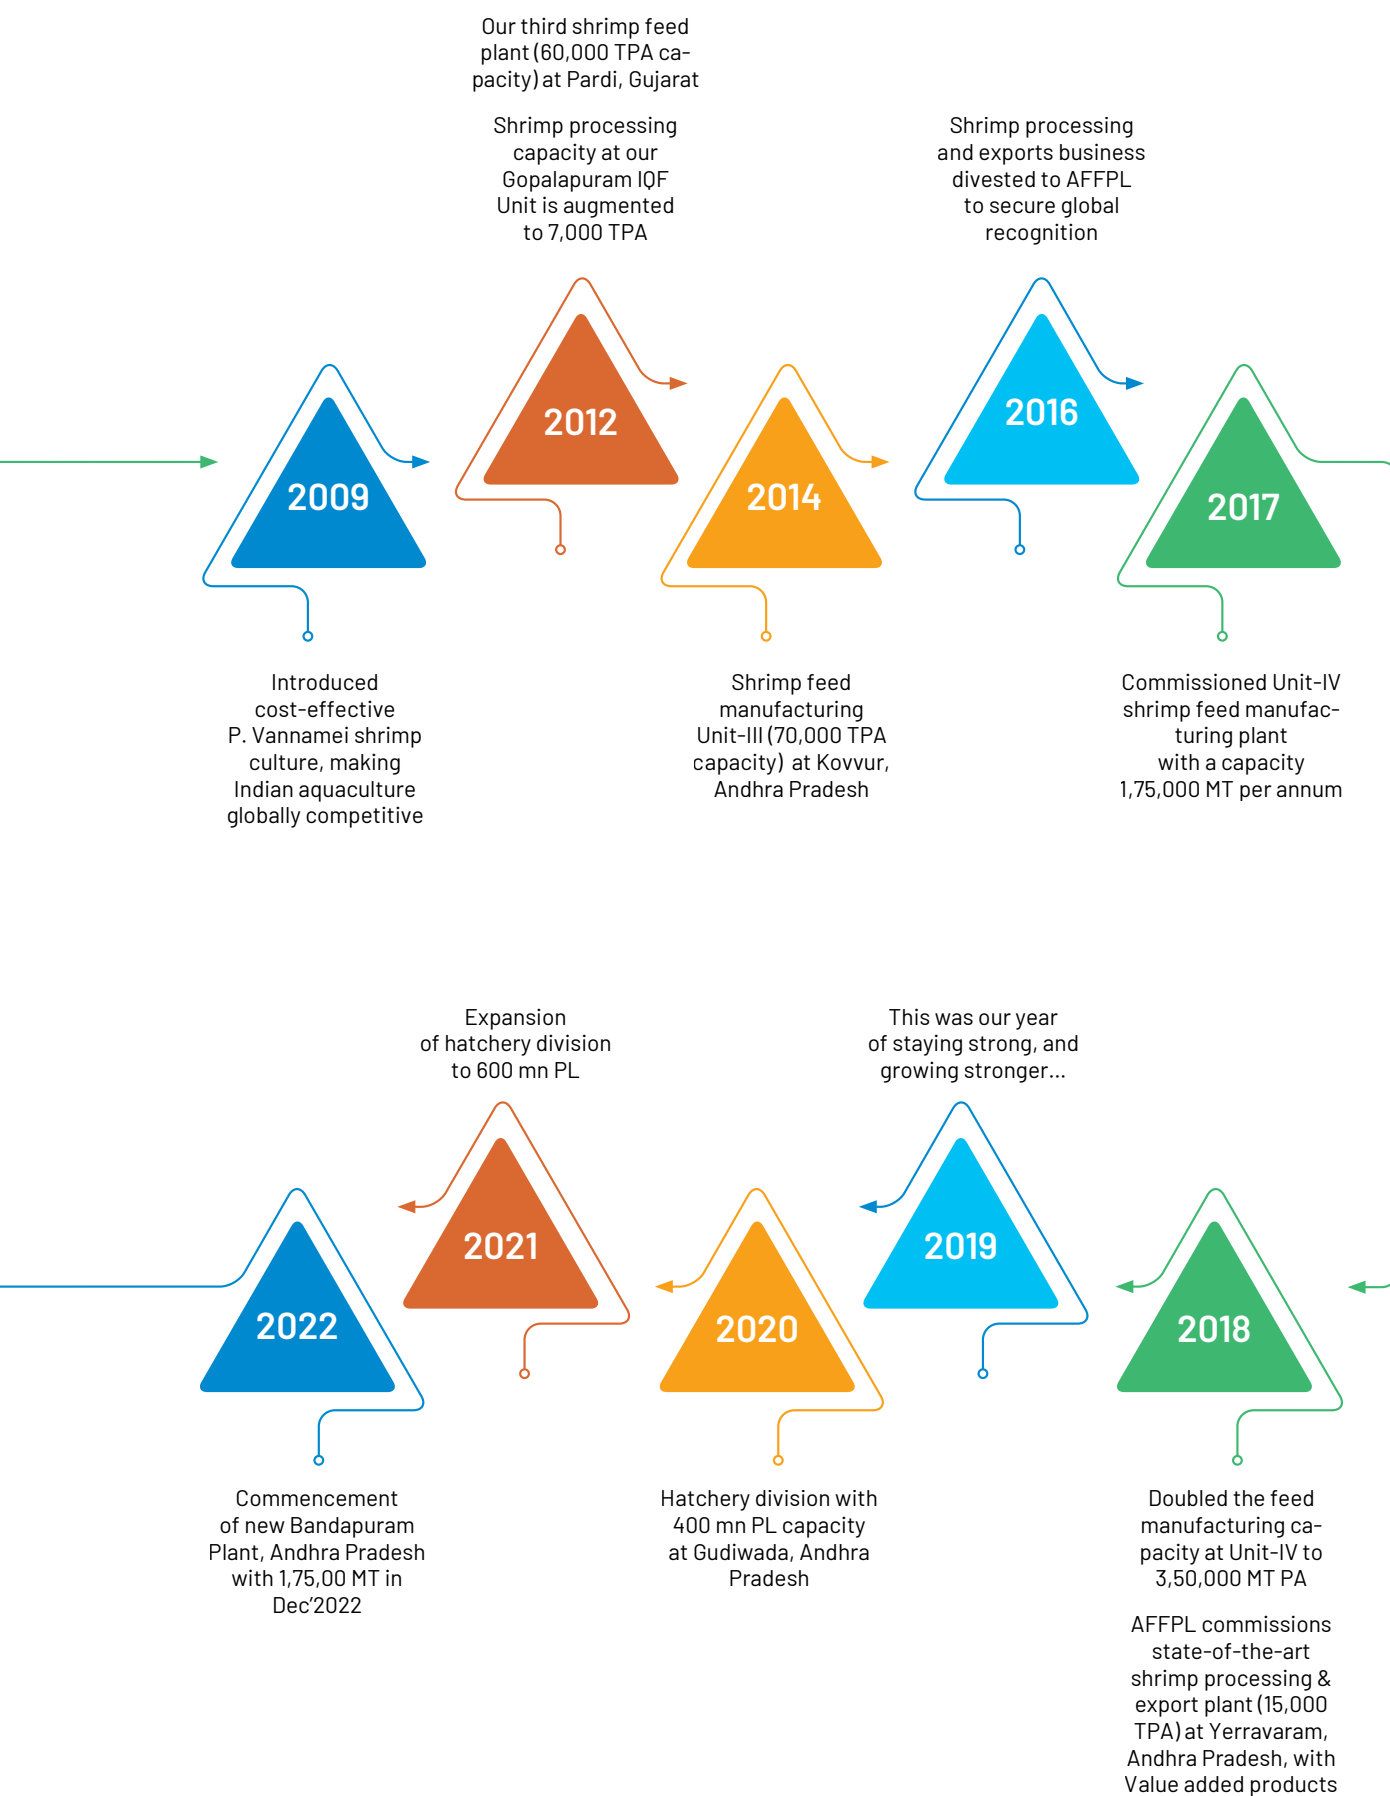 Our third shrimp feed
plant (60,000 TPA ca-
pacity) at Pardi, Gujarat
Shrimp processing
capacity at our
Gopalapuram IQF
Unit is augmented
to 7,000 TPA
Shrimp processing
and exports business
divested to AFFPL
to secure global
recognition
2009
2012
2014
2016
2017
Introduced
cost-effective
P. Vannamei shrimp
culture, making
Indian aquaculture
globally competitive
Shrimp feed
manufacturing
Unit-III (70,000 TPA
capacity) at Kovvur,
Andhra Pradesh
Commissioned Unit-IV
shrimp feed manufac-
turing plant
with a capacity
1,75,000 MT per annum
Expansion
of hatchery division
to 600 mn PL
This was our year
of staying strong, and
growing stronger...
2022
2021
2020
2019
2018
Commencement
of new Bandapuram
Plant, Andhra Pradesh
with 1,75,00 MT in
Dec'2022
Hatchery division with
400 mn PL capacity
at Gudiwada, Andhra
Pradesh
Doubled the feed
manufacturing ca-
pacity at Unit-IV to
3,50,000 MT PA
AFFPL commissions
state-of-the-art
shrimp processing &
export plant (15,000
TPA) at Yerravaram,
Andhra Pradesh, with
Value added products